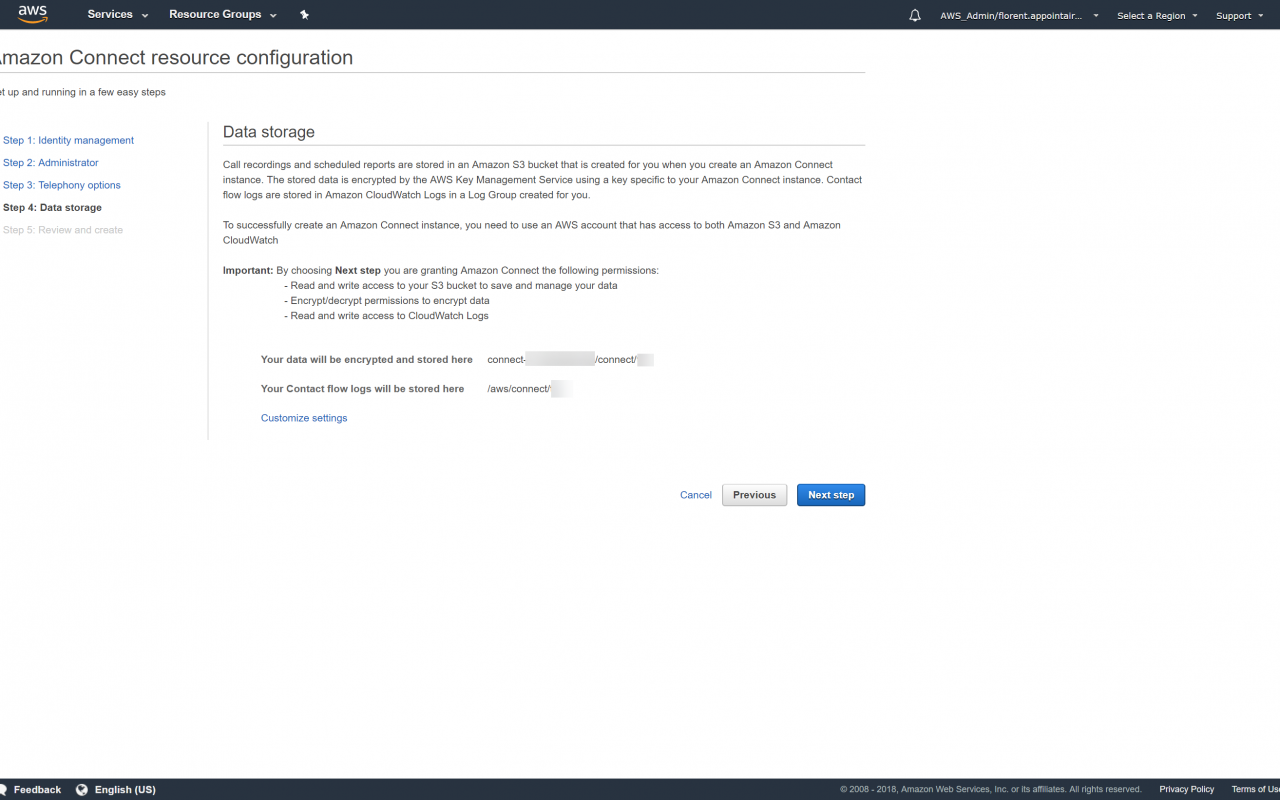 aws
Services
Resource Groups
AWS_Admin/florent.appointair...
Select a Region
Support
mazon Connect resource configuration
et up and running in a few easy steps
Step 1: Identity management
Step 2: Administrator
Step 3: Telephony options
Step 4: Data storage
Step 5: Review and create
Data storage
Call recordings and scheduled reports are stored in an Amazon S3 bucket that is created for you when you create an Amazon Connect
instance. The stored data is encrypted by the AWS Key Management Service using a key specific to your Amazon Connect instance. Contact
flow logs are stored in Amazon CloudWatch Logs in a Log Group created for you.
To successfully create an Amazon Connect instance, you need to use an AWS account that has access to both Amazon S3 and Amazon
CloudWatch
Important: By choosing Next step you are granting Amazon Connect the following permissions:
- Read and write access to your S3 bucket to save and manage your data
- Encrypt/decrypt permissions to encrypt data
- Read and write access to CloudWatch Logs
Your data will be encrypted and stored here connect- /connect/
Your Contact flow logs will be stored here /aws/connect/
Customize settings
Cancel
Previous
Next step
Feedback
English (US)
© 2008 - 2018, Amazon Web Services, Inc. or its affiliates. All rights reserved.
Privacy Policy
Terms of Us